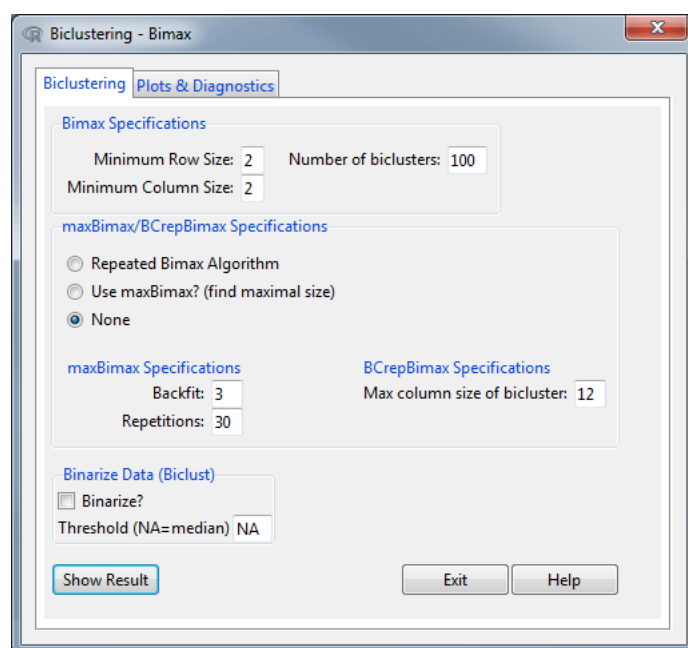 Biclustering - Bimax
Biclustering Plots & Diagnostics
Bimax Specifications
Minimum Row Size: 2 Number of biclusters: 100
Minimum Column Size: 2
maxBimax/BCrepBimax Specifications
Repeated Bimax Algorithm
Use maxBimax? (find maximal size)
None
maxBimax Specifications BCrepBimax Specifications
Backfit: 3 Max column size of bicluster: 12
Repetitions: 30
Binarize Data (Biclust)
Binarize?
Threshold (NA=median) NA
Show Result Exit Help